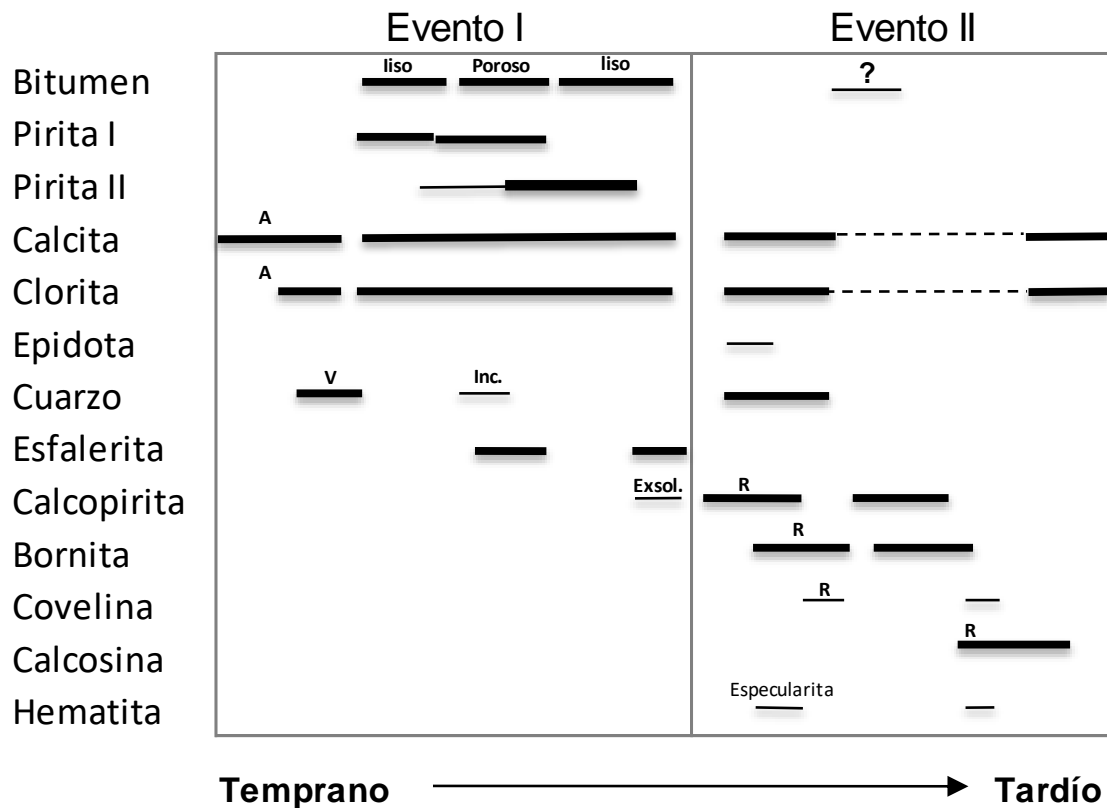 Evento I Evento II
Bitumen liso Poroso liso ?
Pirita I
Pirita II
A
Calcita
A
Clorita
Epidota
Cuarzo V Inc.
Esfalerita
Calcopirita Exsol. R
Bornita R
Covelina R
Calcosina R
Especularita
Hematita
Temprano Tardío